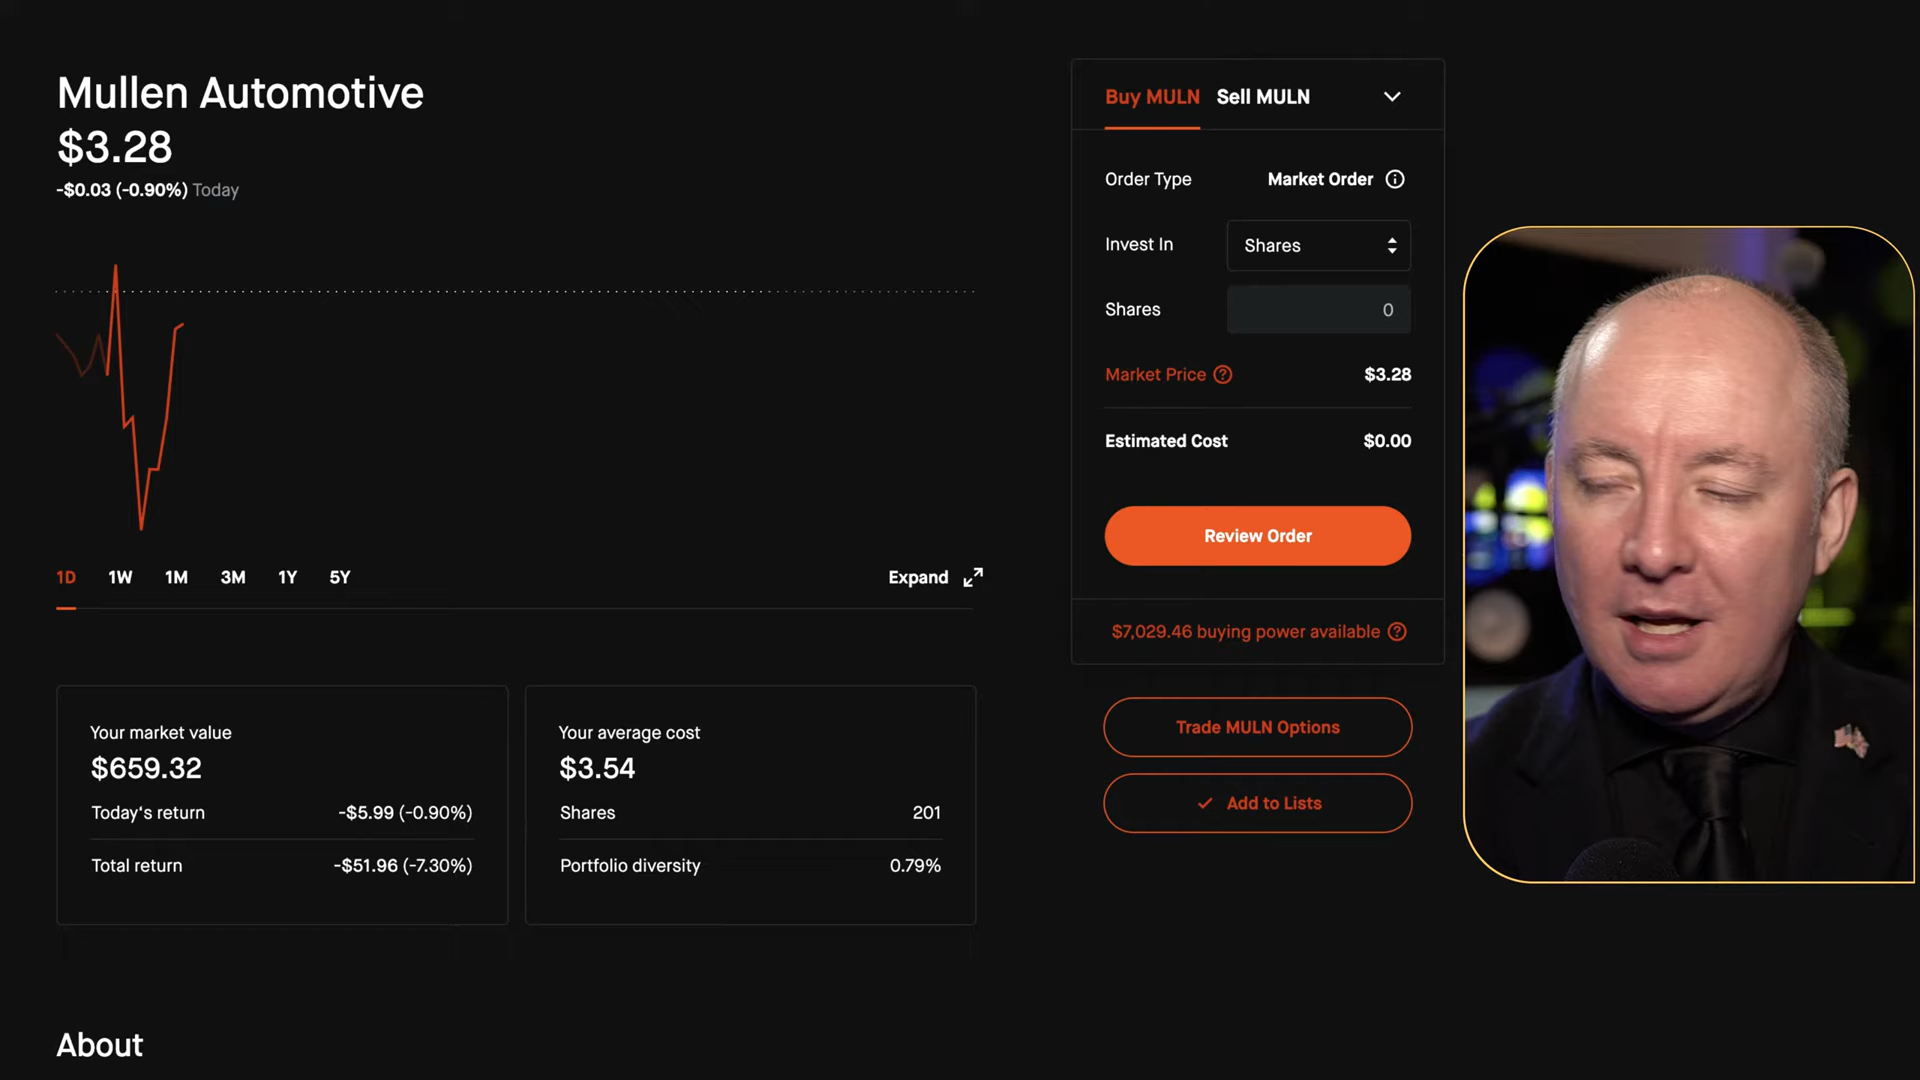 Mullen Automotive
$3.28
-$0.03 (-0.90%) Today
1D 1W 1M 3M 1Y 5Y
Expand
Your market value
$659.32
Today's return -$5.99 (-0.90%)
Total return -$51.96 (-7.30%)
Your average cost
$3.54
Shares 201
Portfolio diversity 0.79%
About
Buy MULN Sell MULN
Order Type Market Order
Invest In Shares
Shares 0
Market Price $3.28
Estimated Cost $0.00
Review Order
$7,029.46 buying power available
Trade MULN Options
Add to Lists